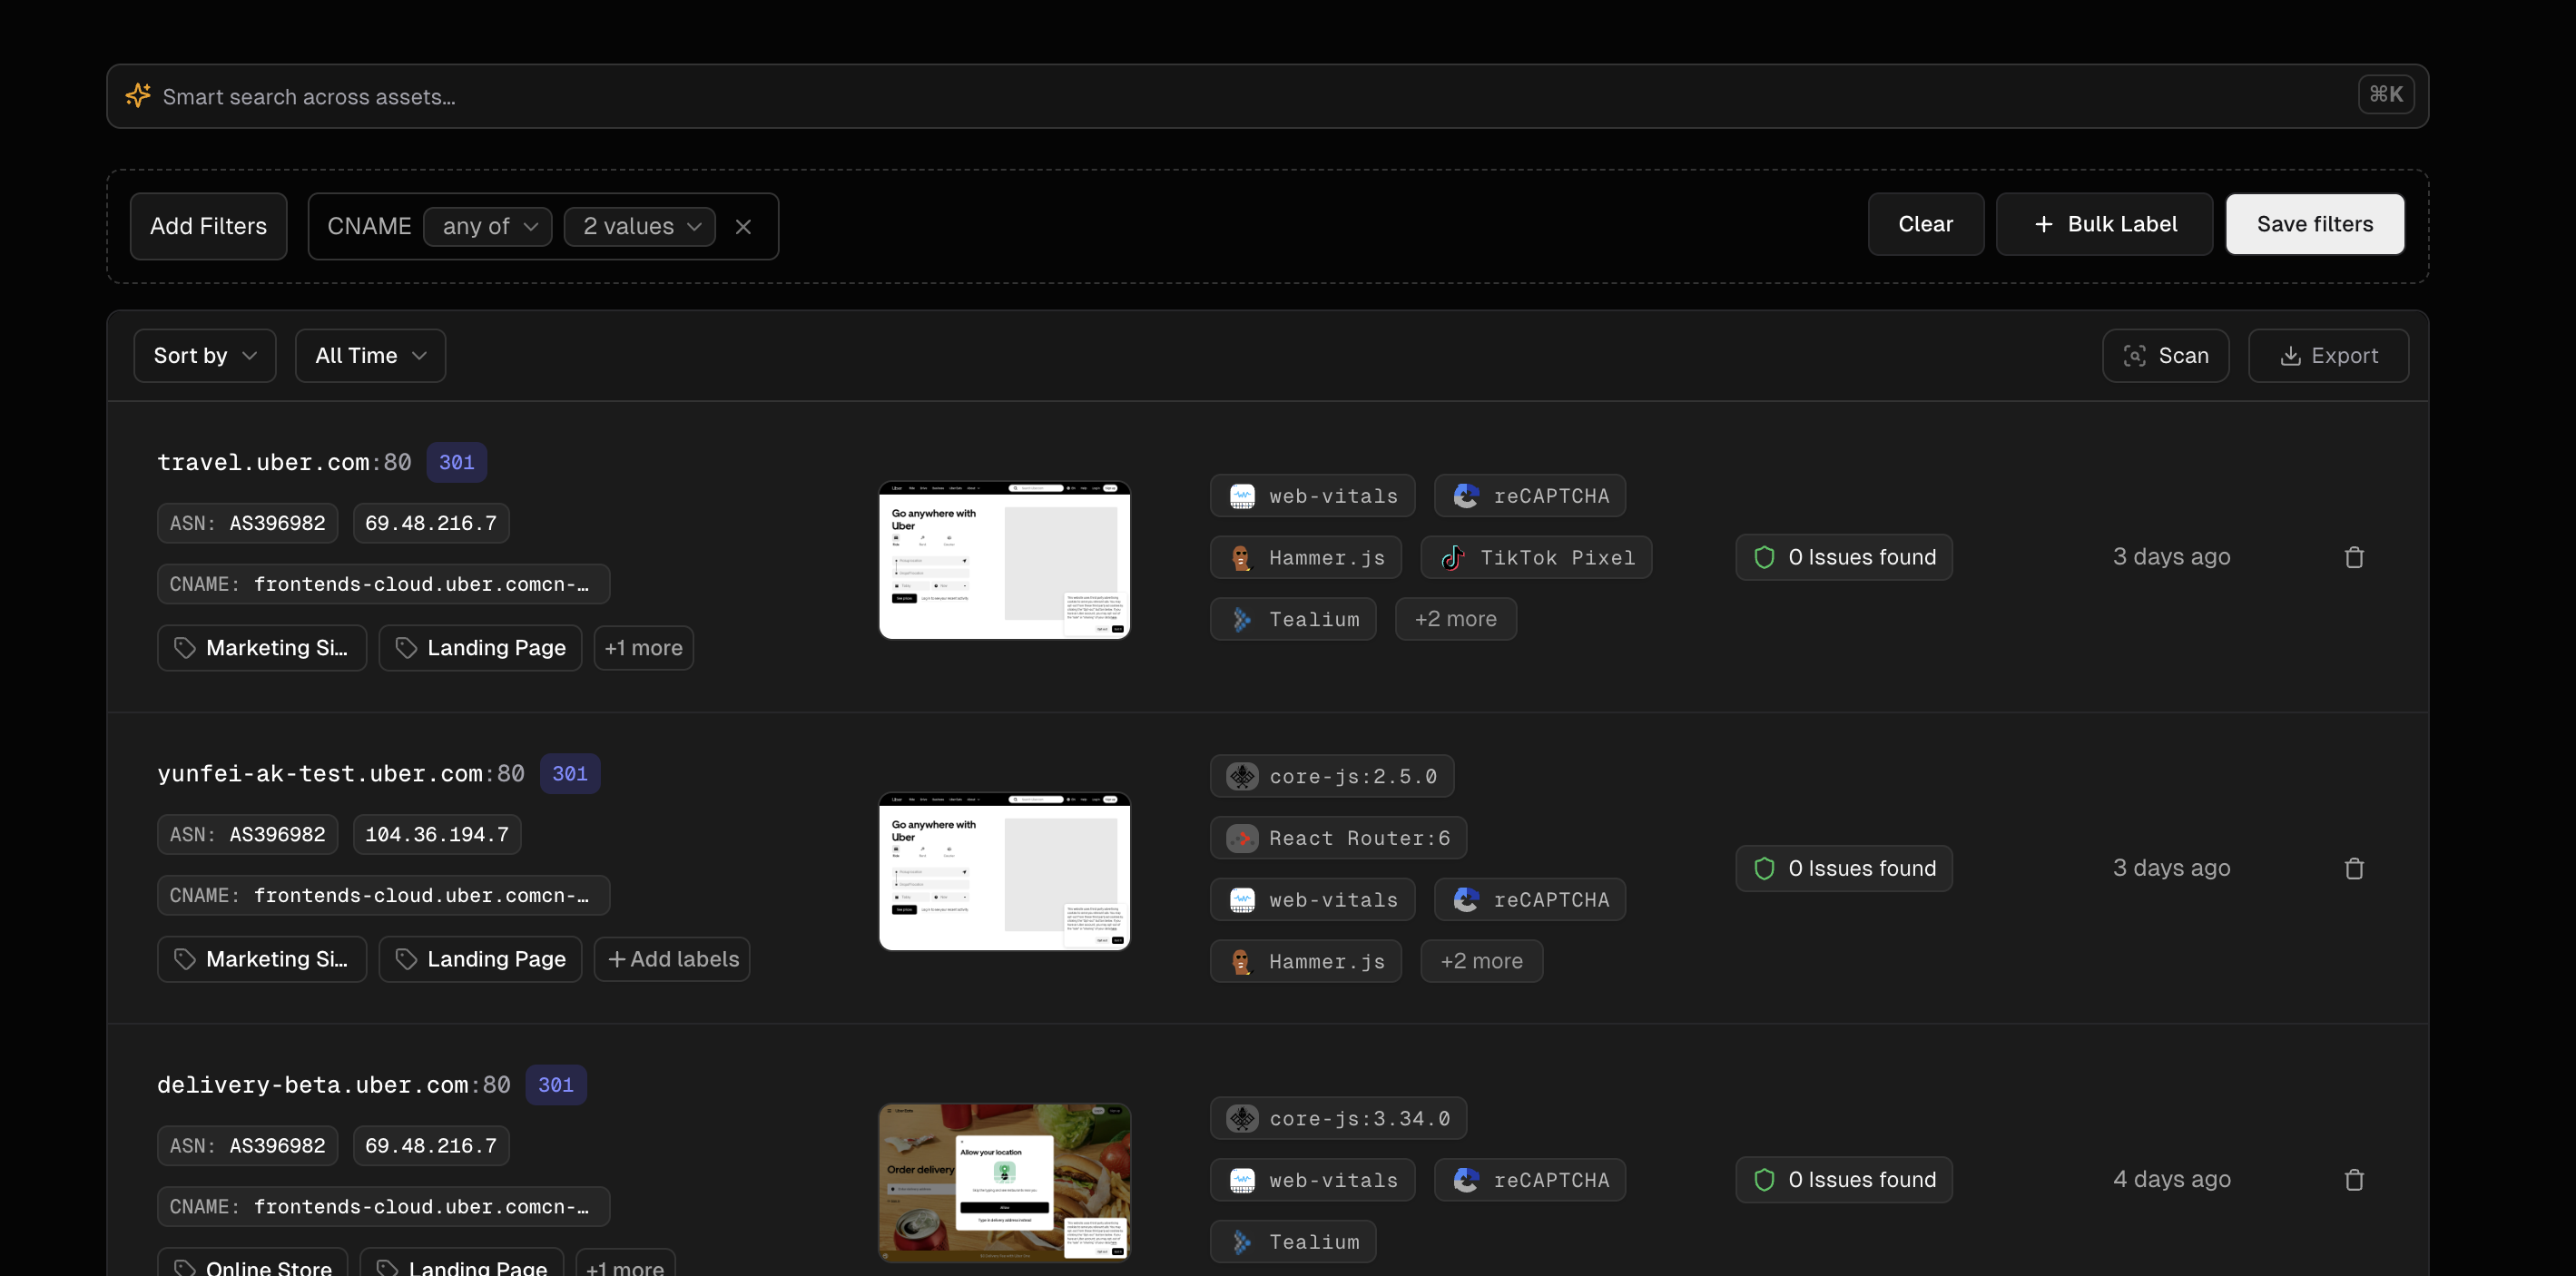 Smart search across assets...
⌘K
Add Filters
CNAME any of 2 values
Clear
+ Bulk Label
Save filters
Sort by
All Time
Scan
Export
travel.uber.com:80 301
ASN: AS396982 69.48.216.7
CNAME: frontends-cloud.uber.comcn-...
Marketing Si... Landing Page +1 more
Go anywhere with
Uber
web-vitals reCAPTCHA
Hammer.js TikTok Pixel
Tealium +2 more
0 Issues found
3 days ago
yunfei-ak-test.uber.com:80 301
ASN: AS396982 104.36.194.7
CNAME: frontends-cloud.uber.comcn-...
Marketing Si... Landing Page + Add labels
Go anywhere with
Uber
core-js:2.5.0
React Router:6
web-vitals reCAPTCHA
Hammer.js +2 more
0 Issues found
3 days ago
delivery-beta.uber.com:80 301
ASN: AS396982 69.48.216.7
CNAME: frontends-cloud.uber.comcn-...
Online Store Landing Page +1 more
Order delivery
Allow your location
core-js:3.34.0
web-vitals reCAPTCHA
Tealium
0 Issues found
4 days ago